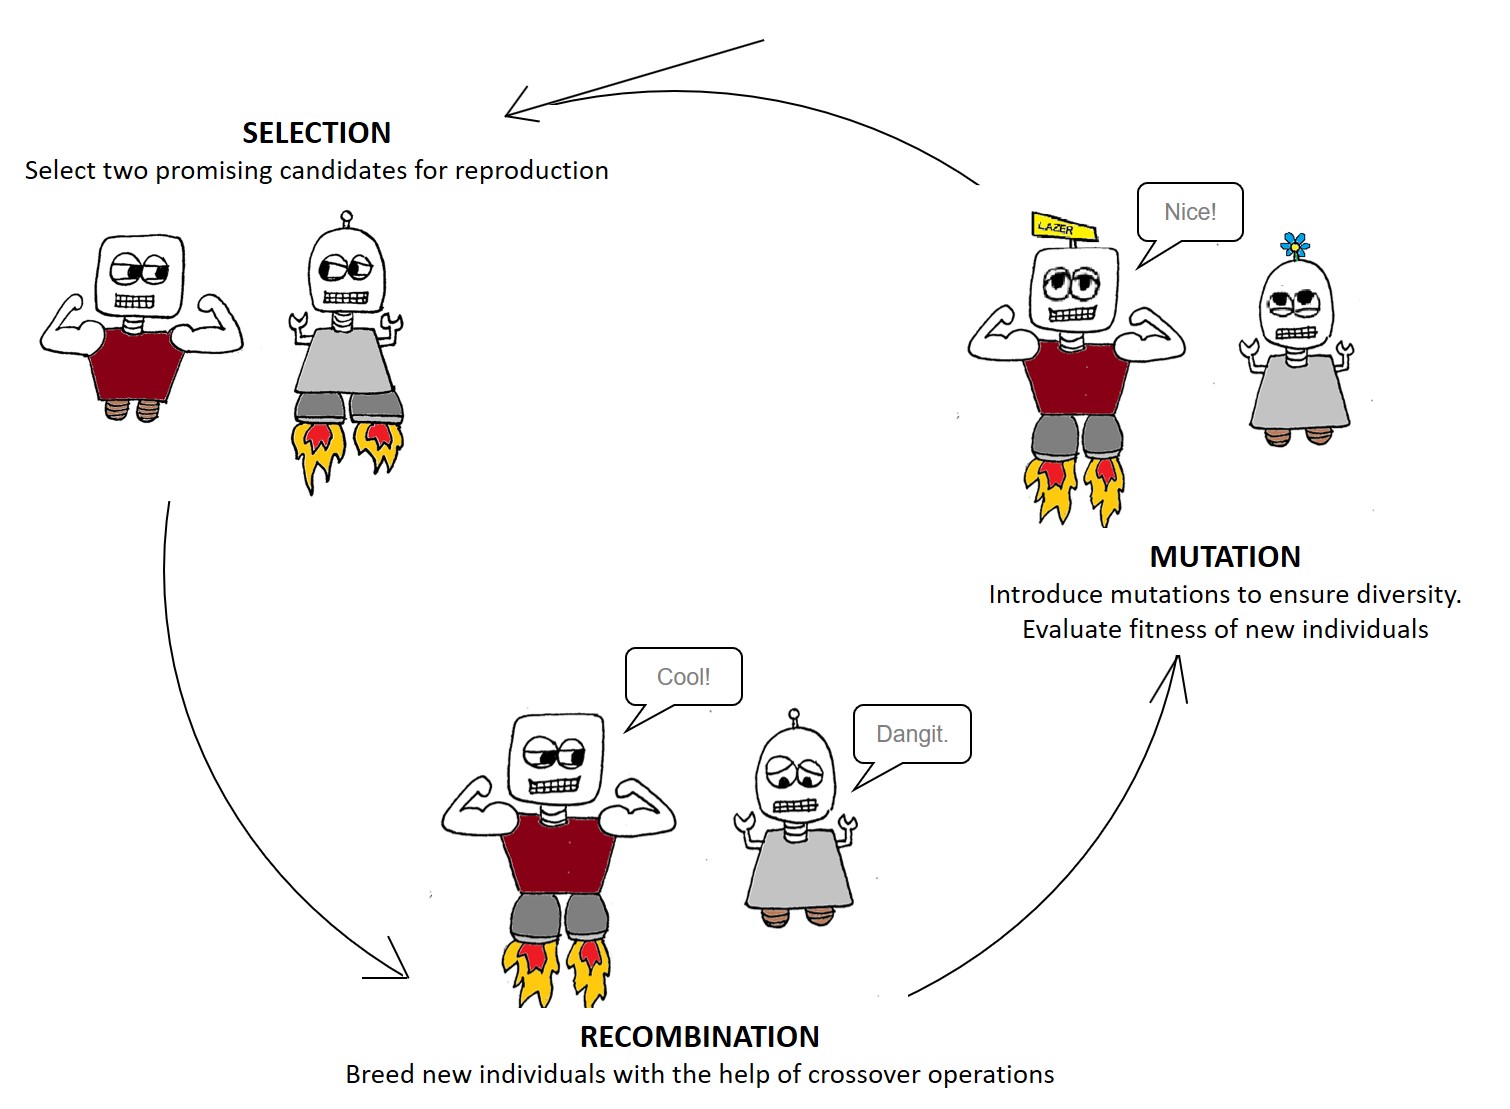 SELECTION
Select two promising candidates for reproduction
LAZER
Nice!
MUTATION
Introduce mutations to ensure diversity.
Evaluate fitness of new individuals
Cool!
Dangit.
RECOMBINATION
Breed new individuals with the help of crossover operations